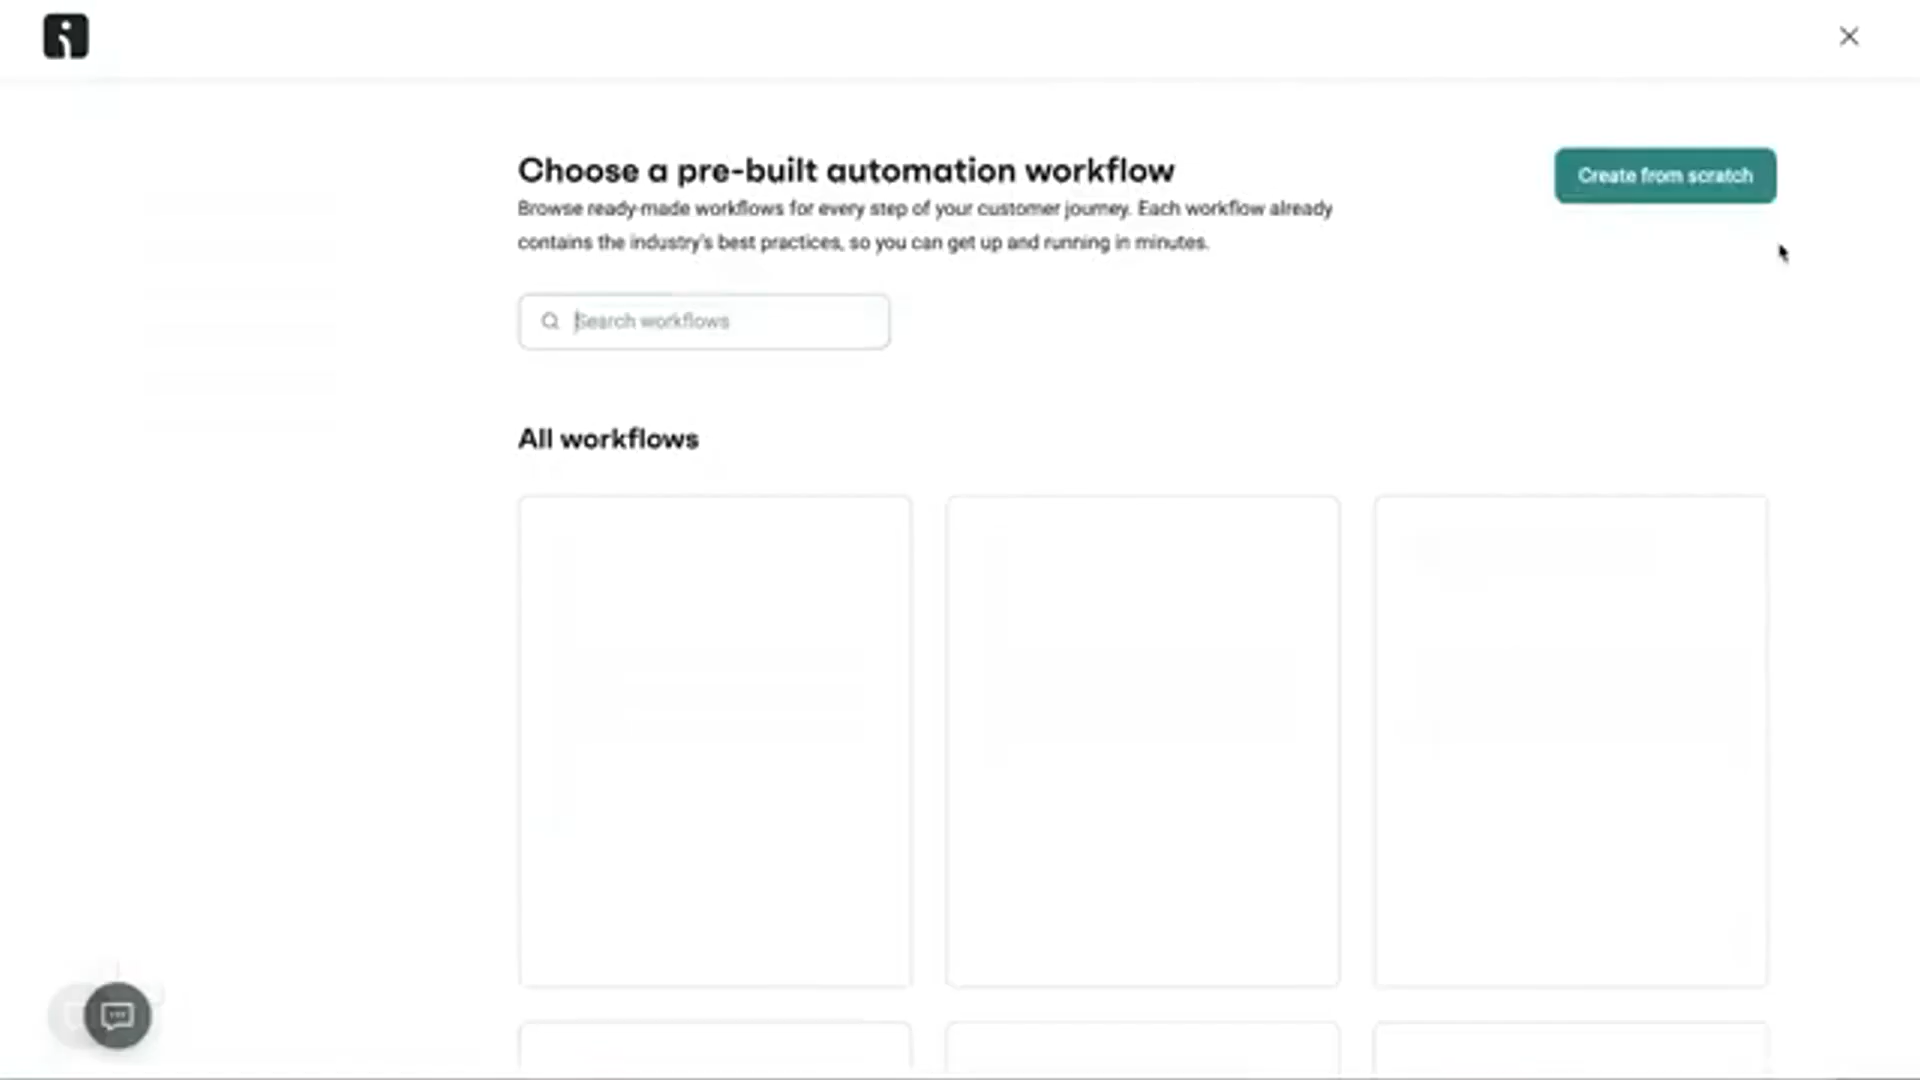 Choose a pre-built automation workflow
Create from scratch
Browse ready-made workflows for every step of your customer journey. Each workflow already
contains the industry's best practices, so you can get up and running in minutes.
Search workflows
All workflows